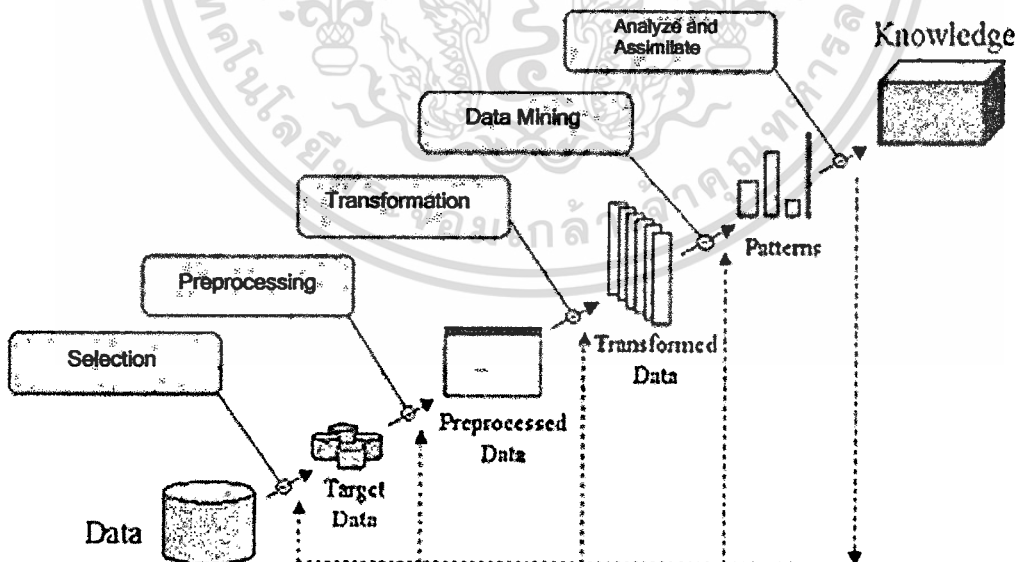 Analyze and
Assimilate
Knowledge
Data Mining
Transformation
Patterns
Preprocessing
Transformed
Data
Selection
Preprocessed
Data
Target
Data
Data